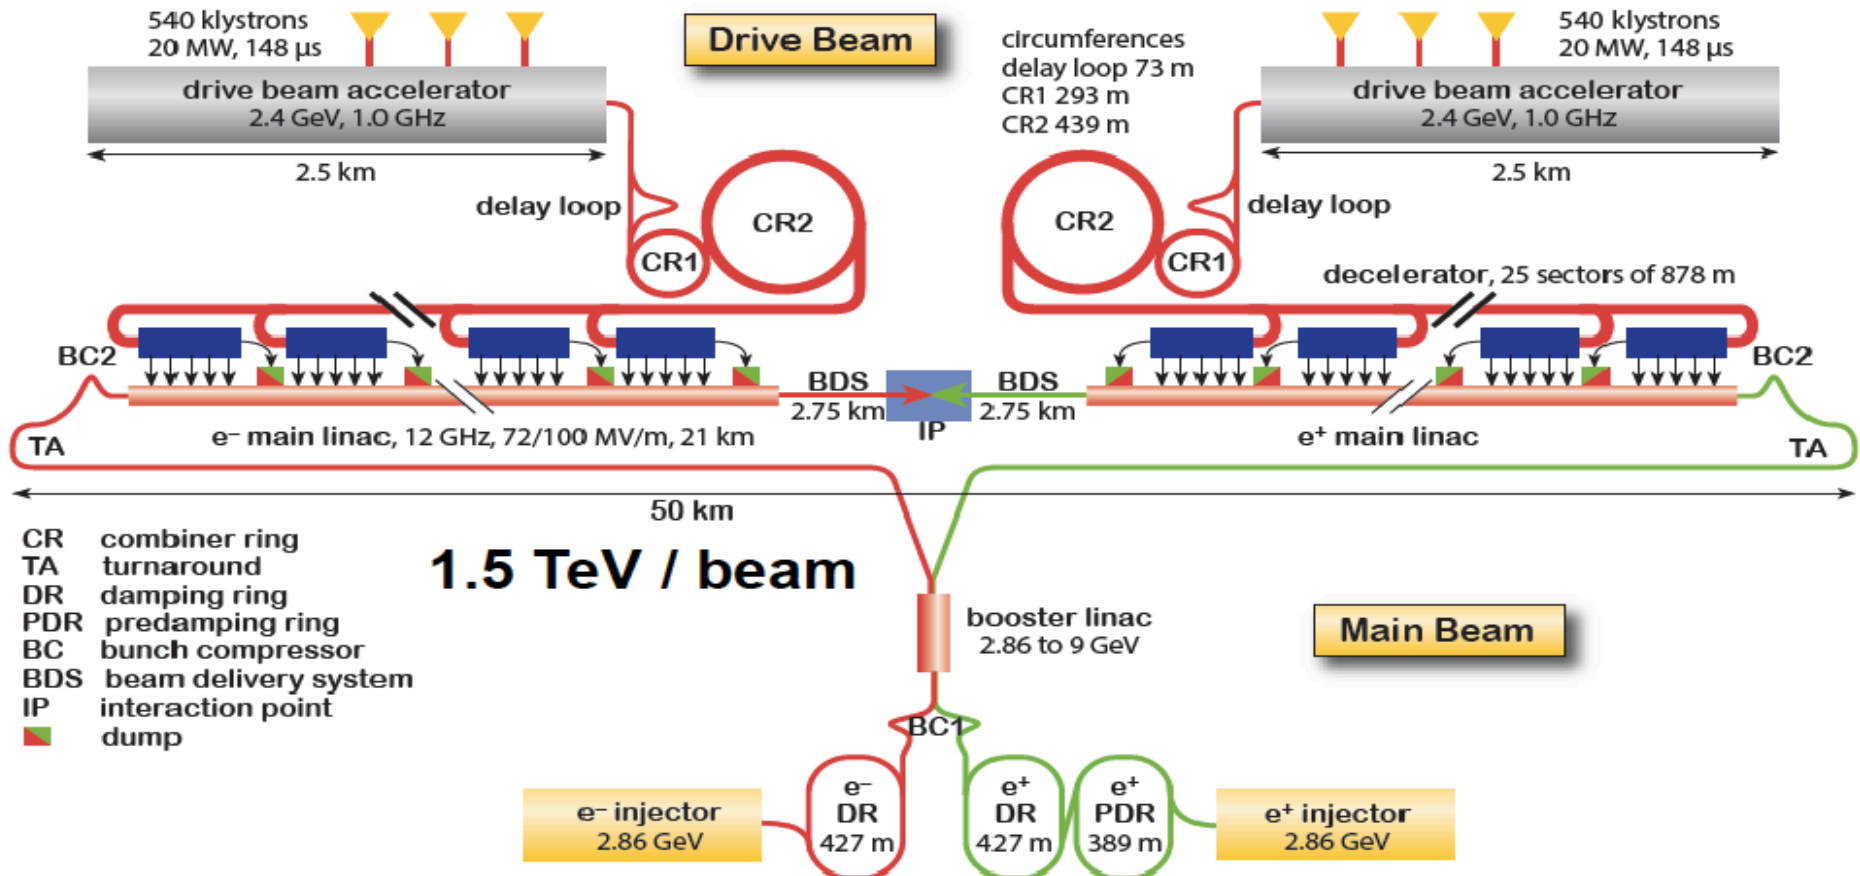 540 klystrons
20 MW, 148 µs
Drive Beam
circumferences
delay loop 73 m
CR1 293 m
CR2 439 m
540 klystrons
20 MW, 148 µs
drive beam accelerator
2.4 GeV, 1.0 GHz
drive beam accelerator
2.4 GeV, 1.0 GHz
2.5 km
2.5 km
delay loop
CR2
CR1
CR2
CR1
delay loop
decelerator, 25 sectors of 878 m
BC2
BC2
BDS
2.75 km
IP
BDS
2.75 km
TA
e⁻ main linac, 12 GHz, 72/100 MV/m, 21 km
e⁺ main linac
TA
50 km
CR combiner ring
TA turnaround
DR damping ring
PDR predamping ring
BC bunch compressor
BDS beam delivery system
IP interaction point
dump
1.5 TeV / beam
booster linac
2.86 to 9 GeV
Main Beam
BC1
e⁻ injector
2.86 GeV
e⁻
DR
427 m
e⁺
DR
427 m
e⁺
PDR
389 m
e⁺ injector
2.86 GeV